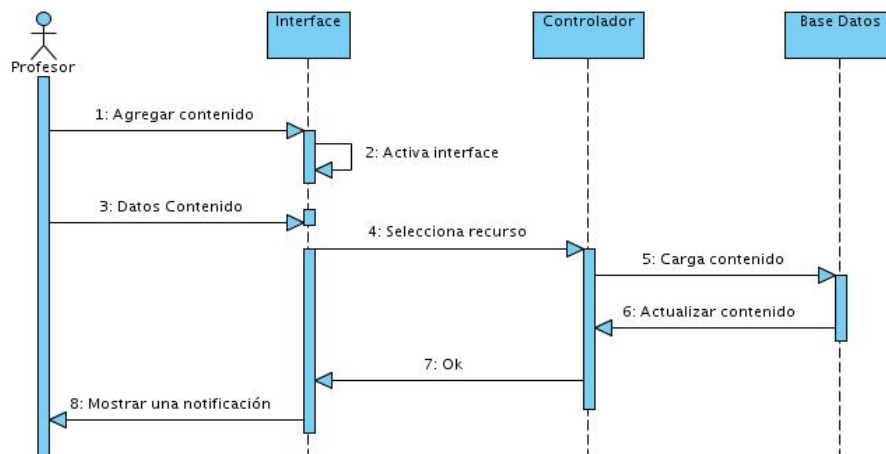 Interface
Controlador
Base Datos
Profesor
1: Agregar contenido
2: Activa interface
3: Datos Contenido
4: Selecciona recurso
5: Carga contenido
6: Actualizar contenido
7: Ok
8: Mostrar una notificación